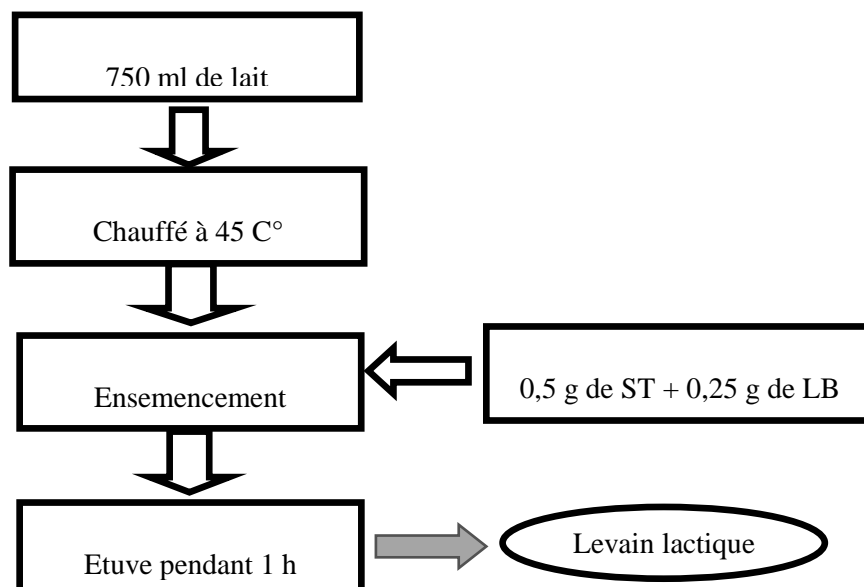 750 ml de lait
Chauffé à 45 C°
Ensemencement
0,5 g de ST + 0,25 g de LB
Etuve pendant 1 h
Levain lactique